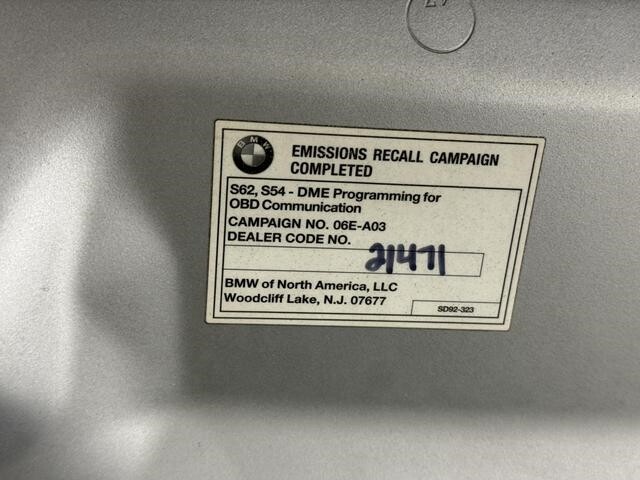 BMW
EMISSIONS RECALL CAMPAIGN
COMPLETED
S62, S54 - DME Programming for
OBD Communication
CAMPAIGN NO. 06E-A03
DEALER CODE NO.
21471
BMW of North America, LLC
Woodcliff Lake, N.J. 07677
SD92-323